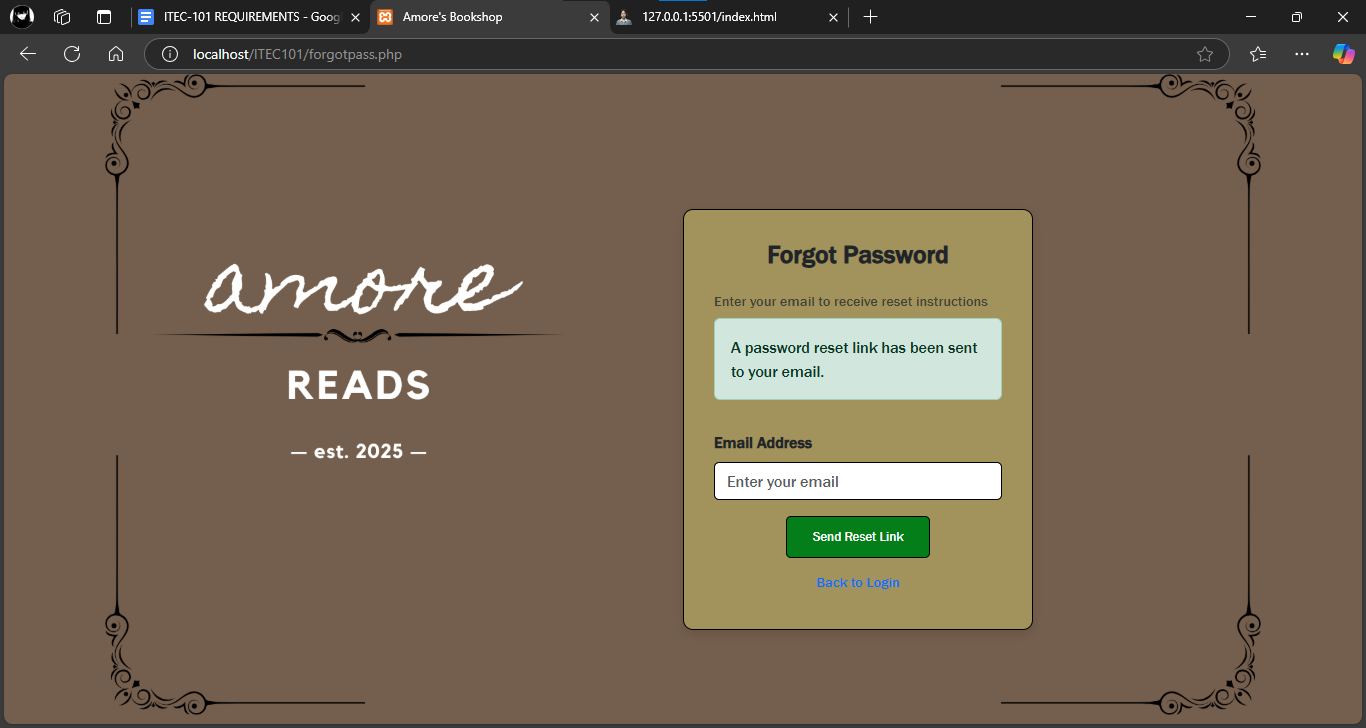 ITEC-101 REQUIREMENTS - Goog
Amore's Bookshop
127.0.0.1:5501/index.html
localhost/ITEC101/forgotpass.php
amore
READS
— est. 2025 —
Forgot Password
Enter your email to receive reset instructions
A password reset link has been sent
to your email.
Email Address
Enter your email
Send Reset Link
Back to Login